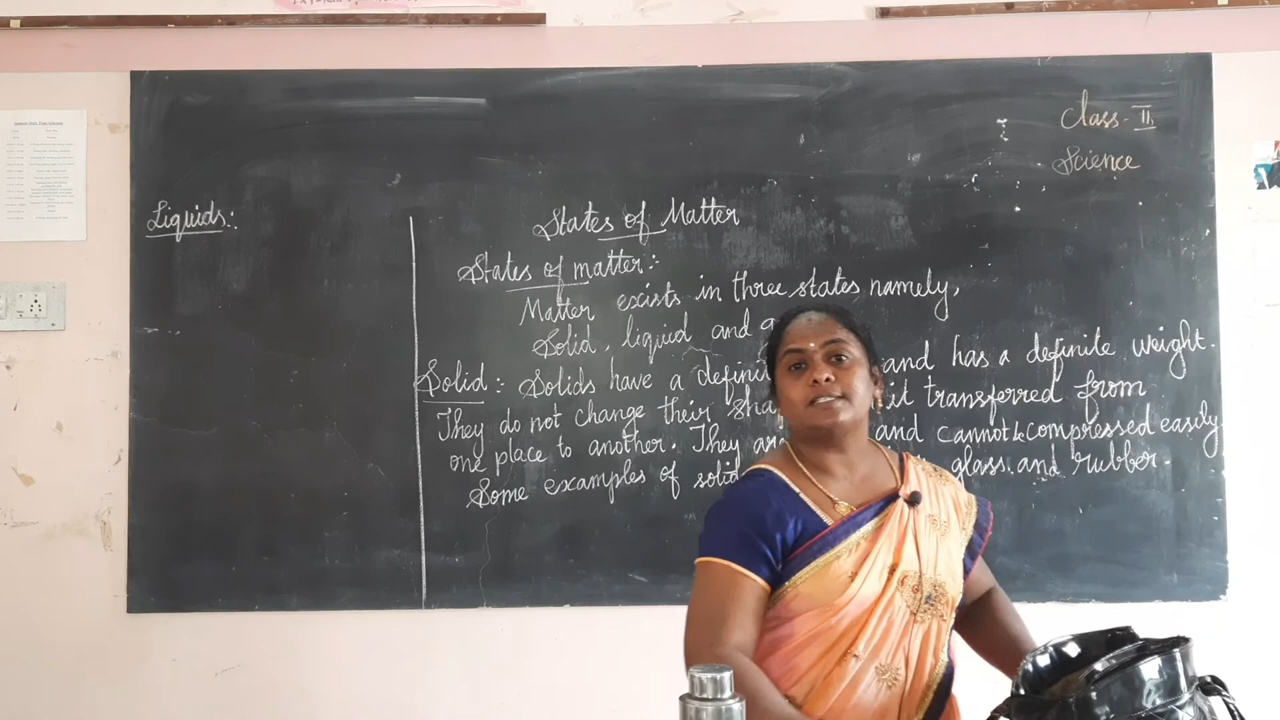 Class-II
Science
Liquids:
States of Matter
States of matter:-
Matter exists in three states namely,
Solid, liquid and
Solid:- Solids have a and has a definite weight.
They do not change their it transferred from
one place to another. They are and cannot be compressed easily
Some examples of glass and rubber.